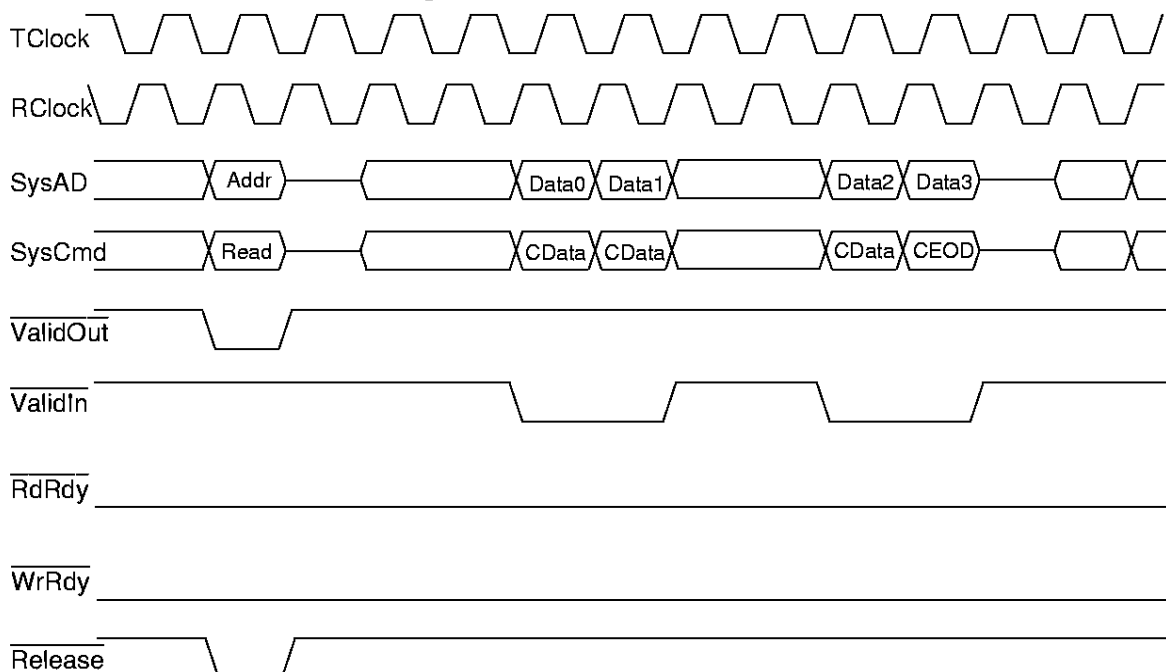 TClock
RClock
SysAD Addr Data0 Data1 Data2 Data3
SysCmd Read CData CData CData CEOD
ValidOut
ValidIn
RdRdy
WrRdy
Release